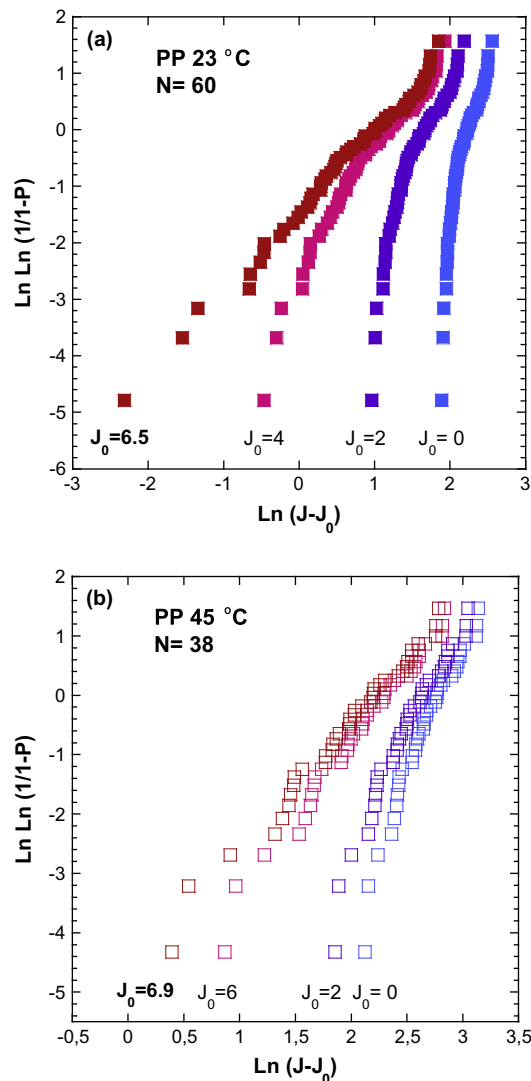 (a)
PP 23 °C
N= 60
Ln Ln (1/1-P)
2
1
0
-1
-2
-3
-4
-5
-6
J0=6.5
J0=4
J0=2
J0= 0
-3
-2
-1
0
1
2
3
Ln (J-J0)
(b)
PP 45 °C
N= 38
Ln Ln (1/1-P)
2
1
0
-1
-2
-3
-4
-5
J0=6.9
J0=6
J0=2
J0= 0
-0,5
0
0,5
1
1,5
2
2,5
3
3,5
Ln (J-J0)